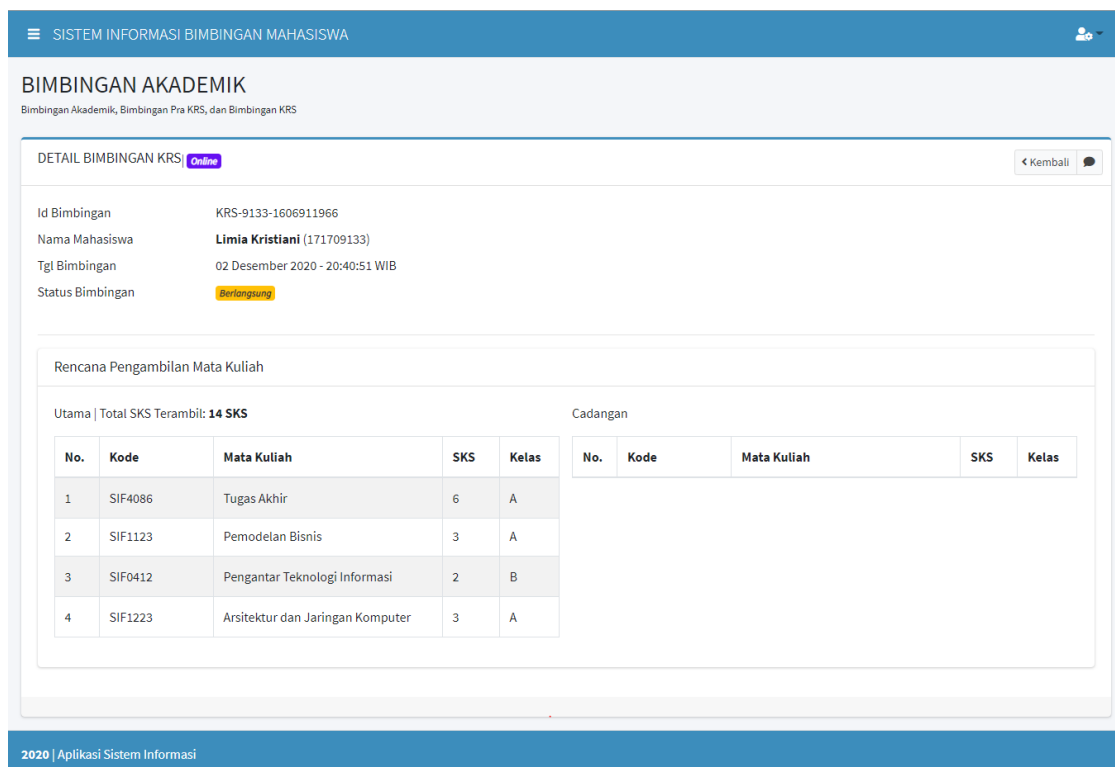 SISTEM INFORMASI BIMBINGAN MAHASISWA
BIMBINGAN AKADEMIK
Bimbingan Akademik, Bimbingan Pra KRS, dan Bimbingan KRS
DETAIL BIMBINGAN KRS| Online
Kembali
Id Bimbingan KRS-9133-1606911966
Nama Mahasiswa Limia Kristiani (171709133)
Tgl Bimbingan 02 Desember 2020 - 20:40:51 WIB
Status Bimbingan Berlangsung
Rencana Pengambilan Mata Kuliah
Utama | Total SKS Terambil: 14 SKS
No. Kode Mata Kuliah SKS Kelas
1 SIF4086 Tugas Akhir 6 A
2 SIF1123 Pemodelan Bisnis 3 A
3 SIF0412 Pengantar Teknologi Informasi 2 B
4 SIF1223 Arsitektur dan Jaringan Komputer 3 A
Cadangan
No. Kode Mata Kuliah SKS Kelas
2020 | Aplikasi Sistem Informasi